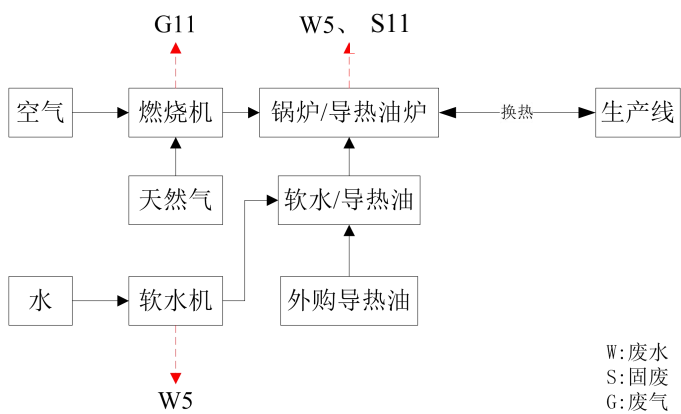 G11
W5、 S11
空气
燃烧机
锅炉/导热油炉
换热
生产线
天然气
软水/导热油
水
软水机
外购导热油
W5
W:废水
S:固废
G:废气